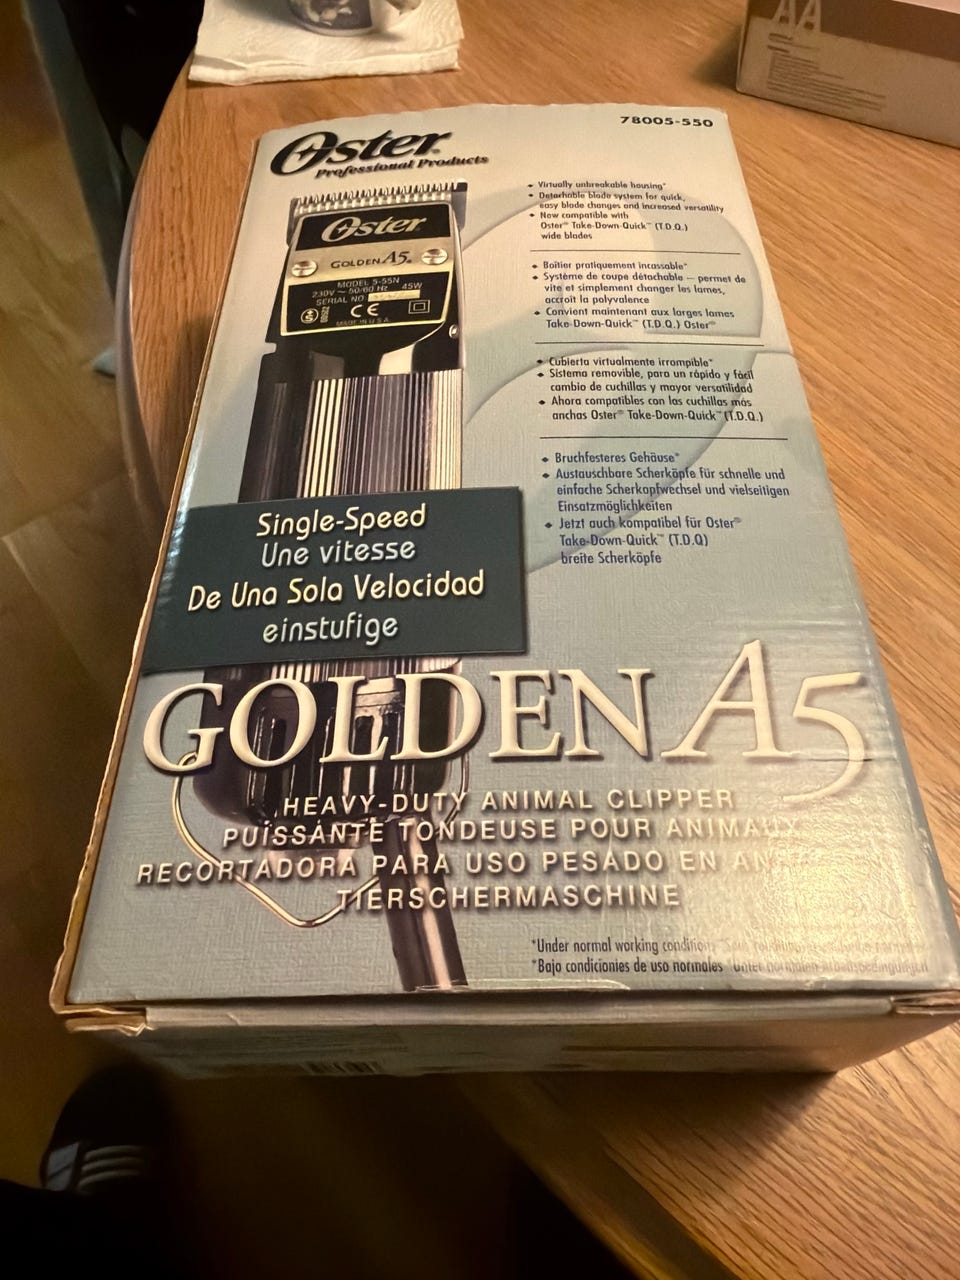 AA
78005-550
Oster®
Professional Products
Oster®
GOLDEN A5®
MODEL 5-55N
230V ~ 50/60 Hz 45W
SERIAL NO.
CE
MADE IN U.S.A.
• Virtually unbreakable housing*
• Detachable blade system for quick,
easy blade changes and increased versatility
• Now compatible with
Oster® Take-Down-Quick™ (T.D.Q.)
wide blades
• Boîtier pratiquement incassable*
• Système de coupe détachable – permet de
vite et simplement changer les lames,
accroît la polyvalence
• Convient maintenant aux larges lames
Take-Down-Quick™ (T.D.Q.) Oster®
• Cubierta virtualmente irrompible*
• Sistema removible, para un rápido y fácil
cambio de cuchillas y mayor versatilidad
• Ahora compatibles con las cuchillas más
anchas Oster® Take-Down-Quick™ (T.D.Q.)
• Bruchfesteres Gehäuse*
• Austauschbare Scherköpfe für schnelle und
einfache Scherkopfwechsel und vielseitigen
Einsatzmöglichkeiten
• Jetzt auch kompatibel für Oster®
Take-Down-Quick™ (T.D.Q)
breite Scherköpfe
Single-Speed
Une vitesse
De Una Sola Velocidad
einstufige
GOLDEN A5
HEAVY-DUTY ANIMAL CLIPPER
PUISSANTE TONDEUSE POUR ANIMAUX
RECORTADORA PARA USO PESADO EN
TIERSCHERMASCHINE
*Under normal working conditions
*Bajo condicionies de uso normales *Unter normalen